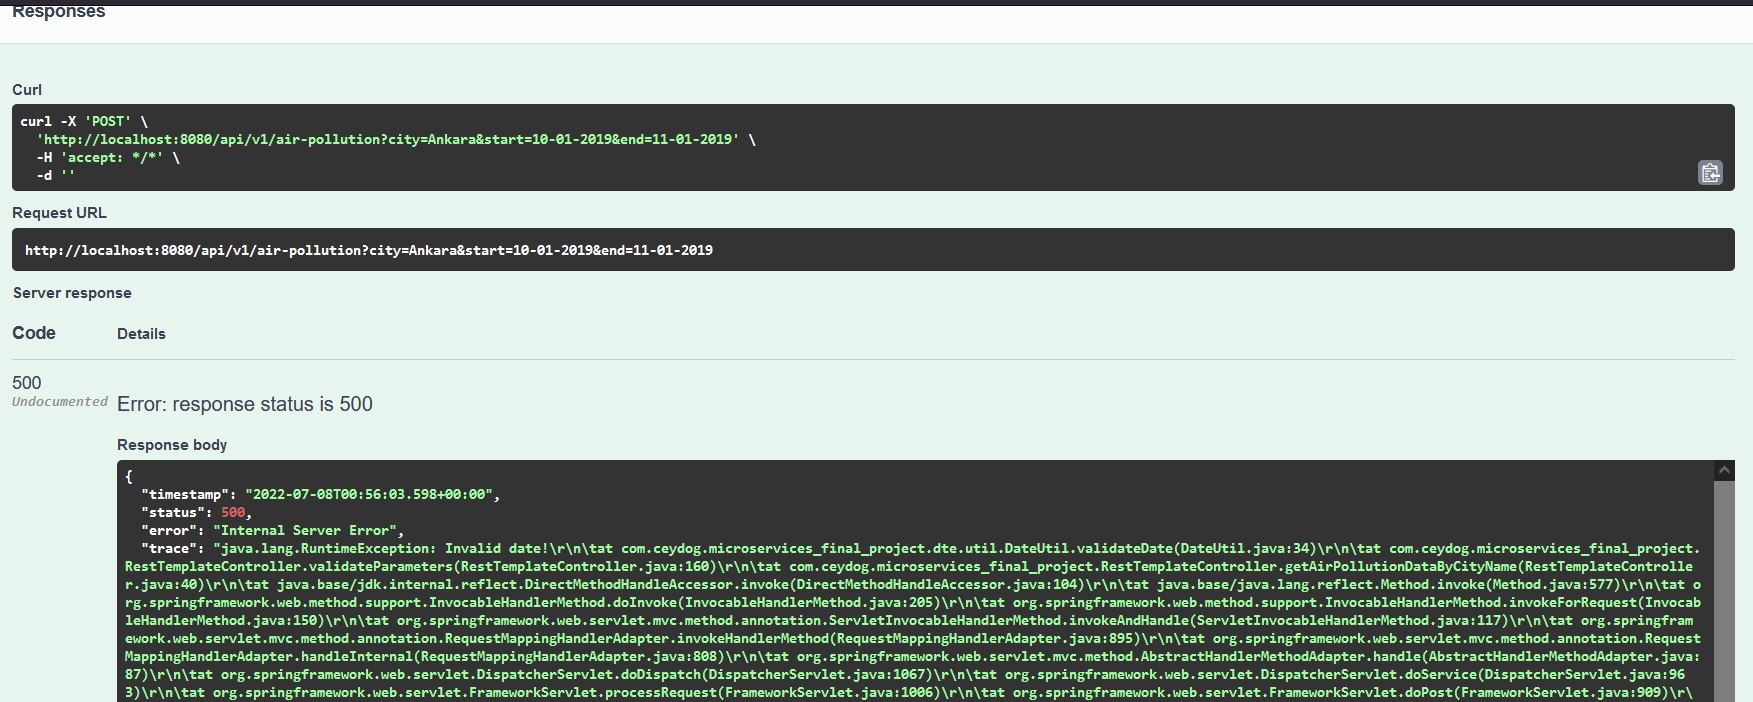 Responses
Curl
curl -X 'POST' \
'http://localhost:8080/api/v1/air-pollution?city=Ankara&start=10-01-2019&end=11-01-2019' \
-H 'accept: */*' \
-d ''
Request URL
http://localhost:8080/api/v1/air-pollution?city=Ankara&start=10-01-2019&end=11-01-2019
Server response
Code Details
500
Undocumented Error: response status is 500
Response body
{
"timestamp": "2022-07-08T00:56:03.598+00:00",
"status": 500,
"error": "Internal Server Error",
"trace": "java.lang.RuntimeException: Invalid date!\r\n\tat com.ceydog.microservices_final_project.dte.util.DateUtil.validateDate(DateUtil.java:34)\r\n\tat com.ceydog.microservices_final_project.
RestTemplateController.validateParameters(RestTemplateController.java:160)\r\n\tat com.ceydog.microservices_final_project.RestTemplateController.getAirPollutionDataByCityName(RestTemplateControlle
r.java:40)\r\n\tat java.base/jdk.internal.reflect.DirectMethodHandleAccessor.invoke(DirectMethodHandleAccessor.java:104)\r\n\tat java.base/java.lang.reflect.Method.invoke(Method.java:577)\r\n\tat o
rg.springframework.web.method.support.InvocableHandlerMethod.doInvoke(InvocableHandlerMethod.java:205)\r\n\tat org.springframework.web.method.support.InvocableHandlerMethod.invokeForRequest(Invocab
leHandlerMethod.java:150)\r\n\tat org.springframework.web.servlet.mvc.method.annotation.ServletInvocableHandlerMethod.invokeAndHandle(ServletInvocableHandlerMethod.java:117)\r\n\tat org.springfram
ework.web.servlet.mvc.method.annotation.RequestMappingHandlerAdapter.invokeHandlerMethod(RequestMappingHandlerAdapter.java:895)\r\n\tat org.springframework.web.servlet.mvc.method.annotation.Request
MappingHandlerAdapter.handleInternal(RequestMappingHandlerAdapter.java:808)\r\n\tat org.springframework.web.servlet.mvc.method.AbstractHandlerMethodAdapter.handle(AbstractHandlerMethodAdapter.java:
87)\r\n\tat org.springframework.web.servlet.DispatcherServlet.doDispatch(DispatcherServlet.java:1067)\r\n\tat org.springframework.web.servlet.DispatcherServlet.doService(DispatcherServlet.java:96
3)\r\n\tat org.springframework.web.servlet.FrameworkServlet.processRequest(FrameworkServlet.java:1006)\r\n\tat org.springframework.web.servlet.FrameworkServlet.doPost(FrameworkServlet.java:909)\r\